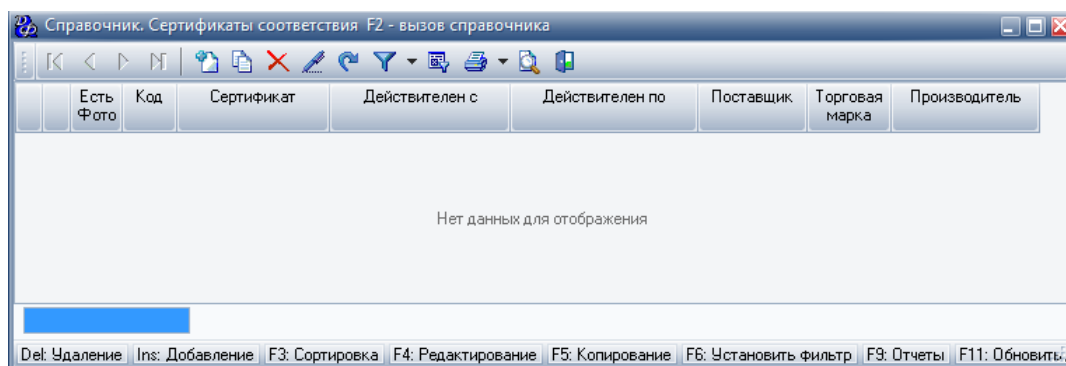 Справочник. Сертификаты соответствия F2 - вызов справочника
Есть Фото Код Сертификат Действителен с Действителен по Поставщик Торговая марка Производитель
Нет данных для отображения
Del: Удаление Ins: Добавление F3: Сортировка F4: Редактирование F5: Копирование F6: Установить фильтр F9: Отчеты F11: Обновить